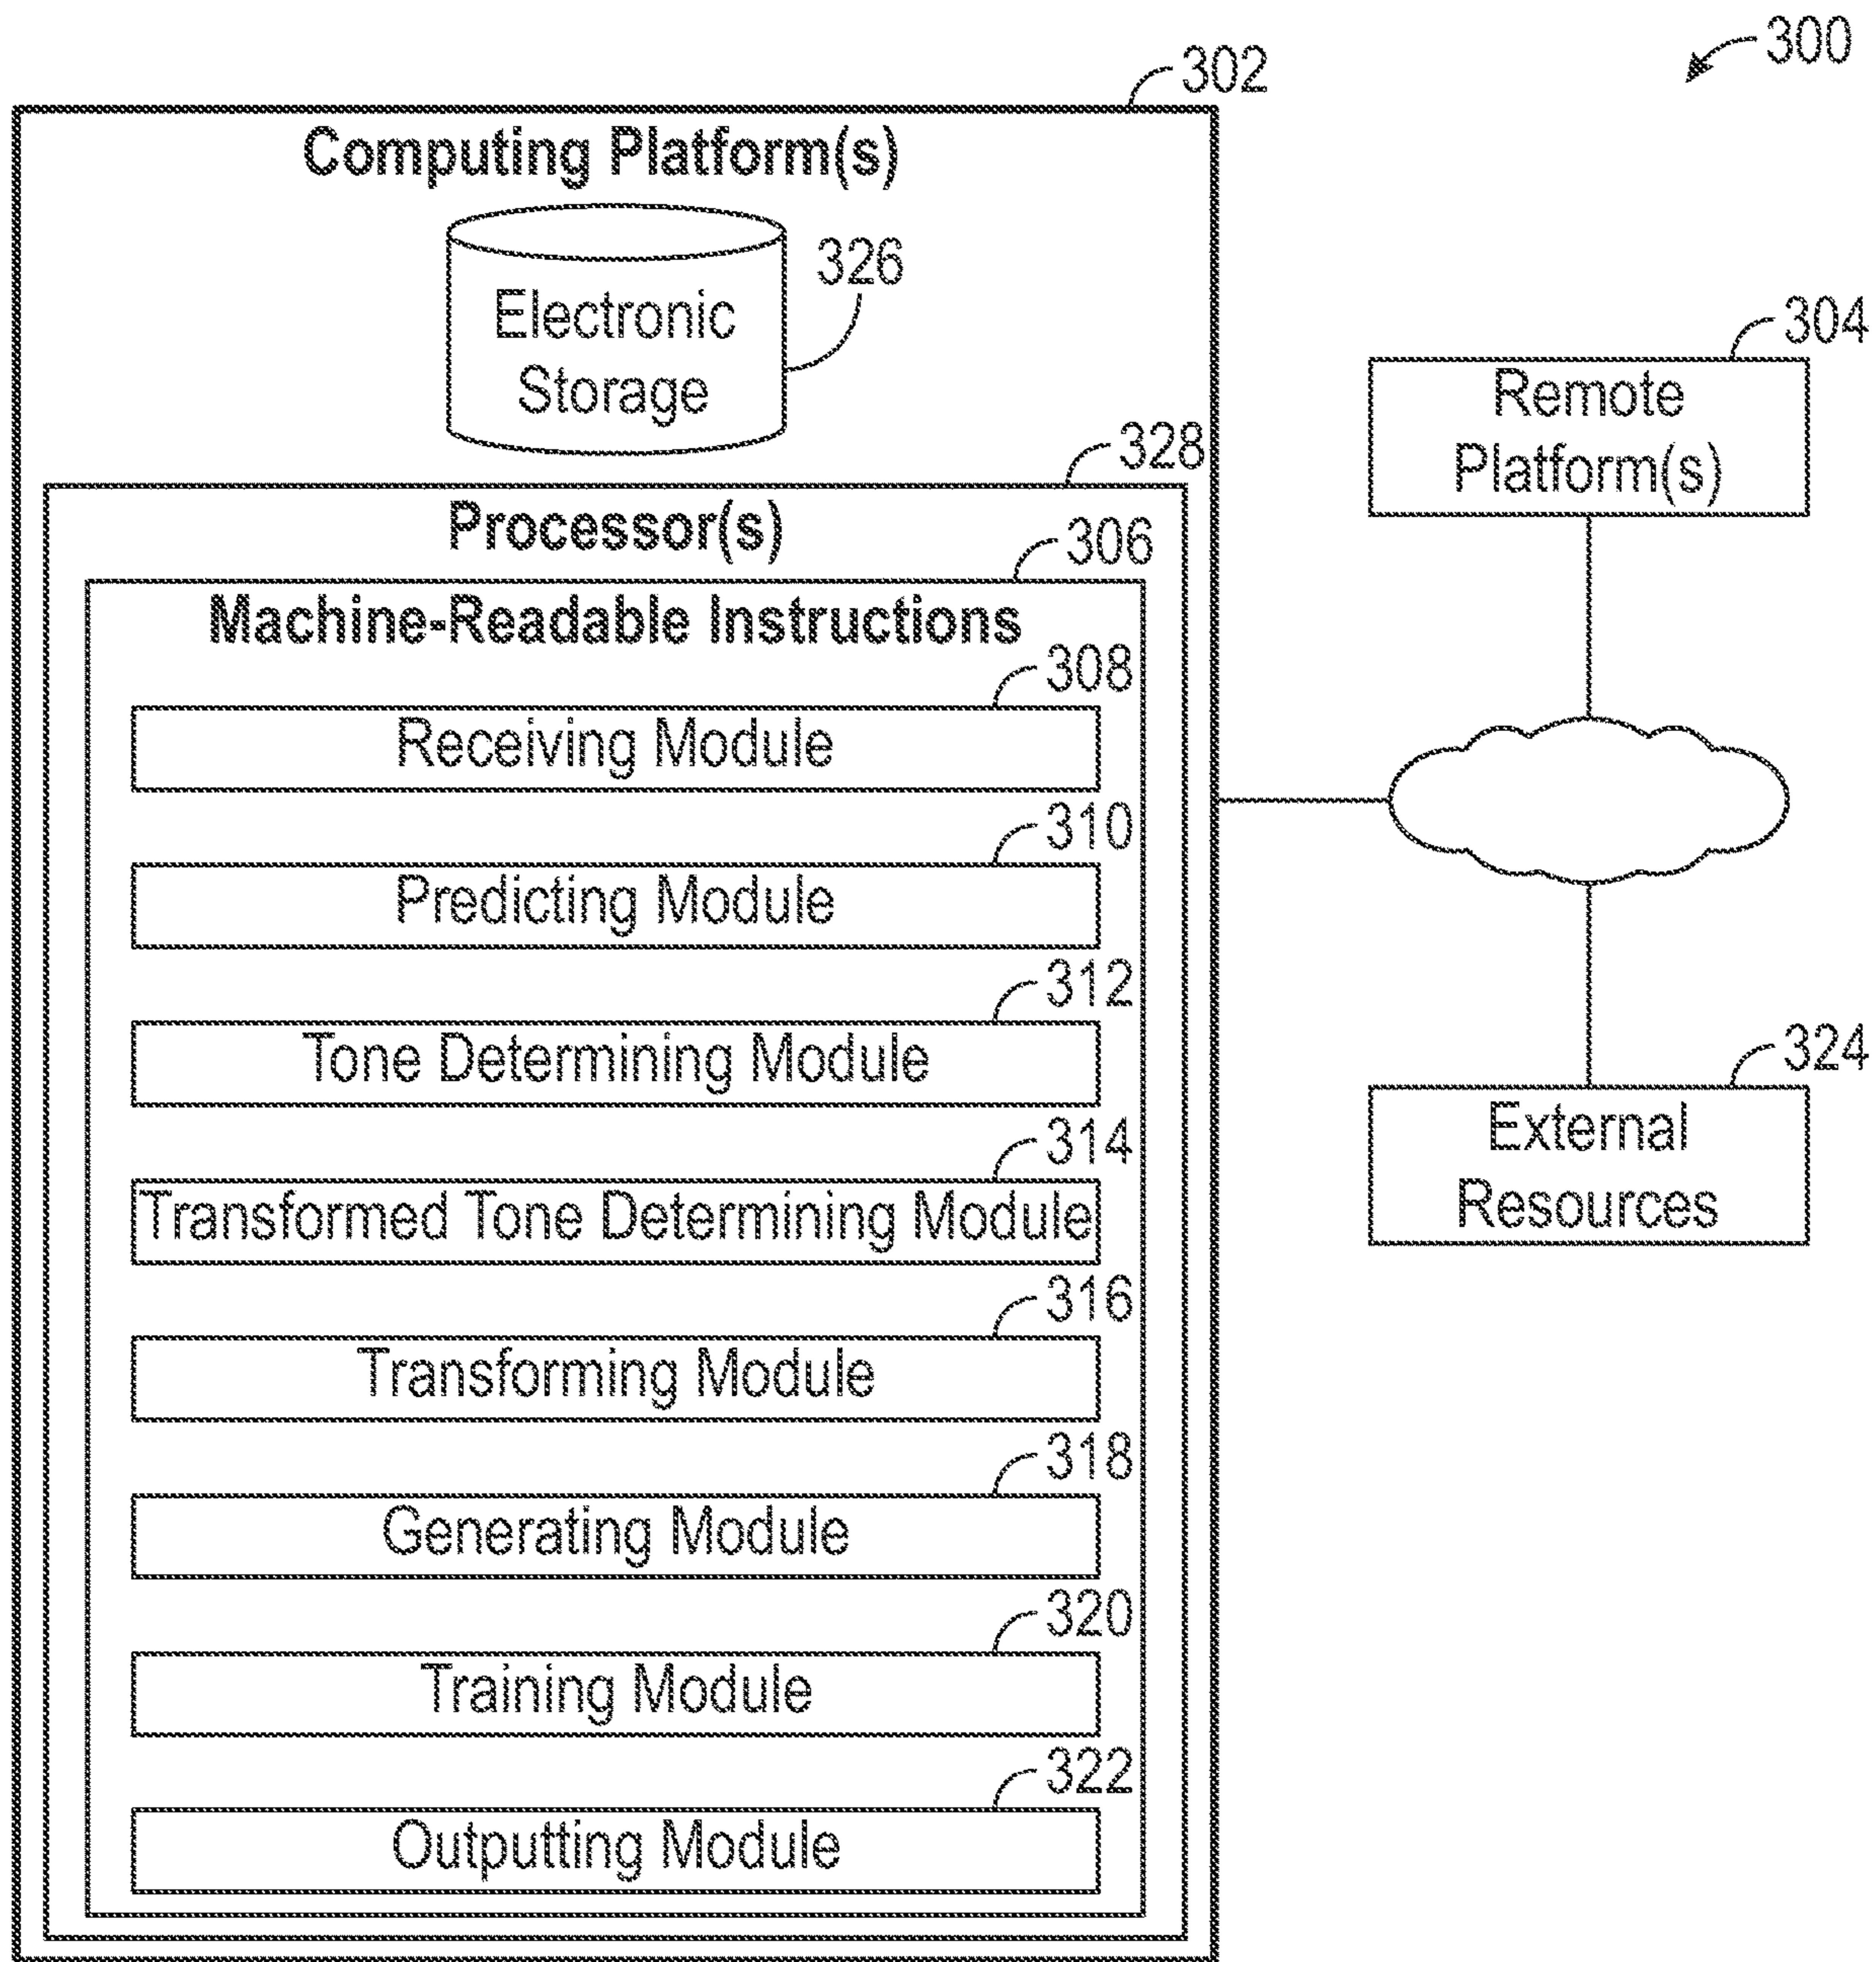 300
302
Computing Platform(s)
326
Electronic
Storage
304
Remote
Platform(s)
328
Processor(s)
306
Machine-Readable Instructions
308
Receiving Module
310
Predicting Module
312
Tone Determining Module
314
Transformed Tone Determining Module
316
Transforming Module
318
Generating Module
320
Training Module
322
Outputting Module
324
External
Resources